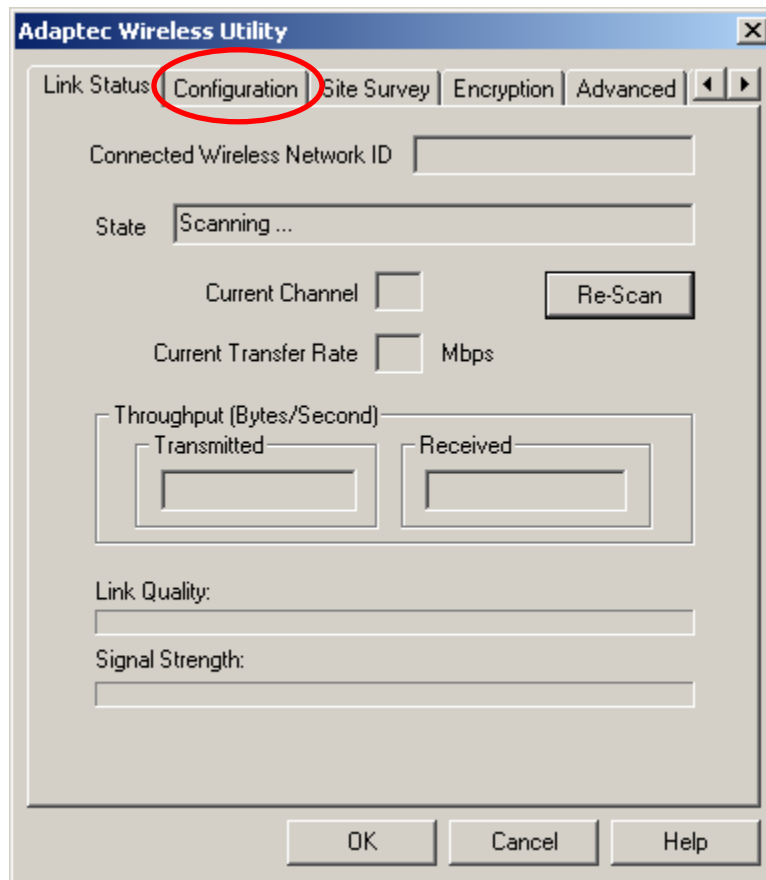 Adaptec Wireless Utility
Link Status Configuration Site Survey Encryption Advanced
Connected Wireless Network ID
State Scanning ...
Current Channel Re-Scan
Current Transfer Rate Mbps
Throughput (Bytes/Second)
Transmitted Received
Link Quality:
Signal Strength:
OK Cancel Help